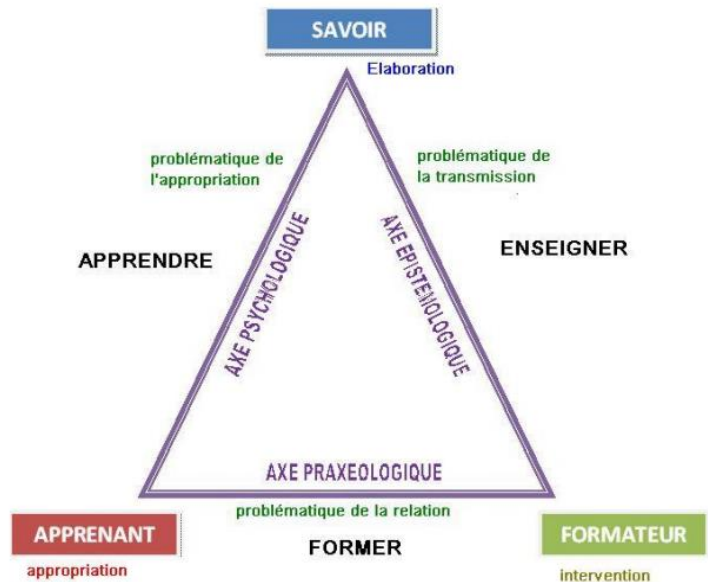 SAVOIR
Elaboration
problématique de
l'appropriation
problématique de
la transmission
APPRENDRE
ENSEIGNER
AXE PSYCHOLOGIQUE
AXE EPISTEMOLOGIQUE
AXE PRAXEOLOGIQUE
problématique de la relation
APPRENANT
FORMER
FORMATEUR
appropriation
intervention